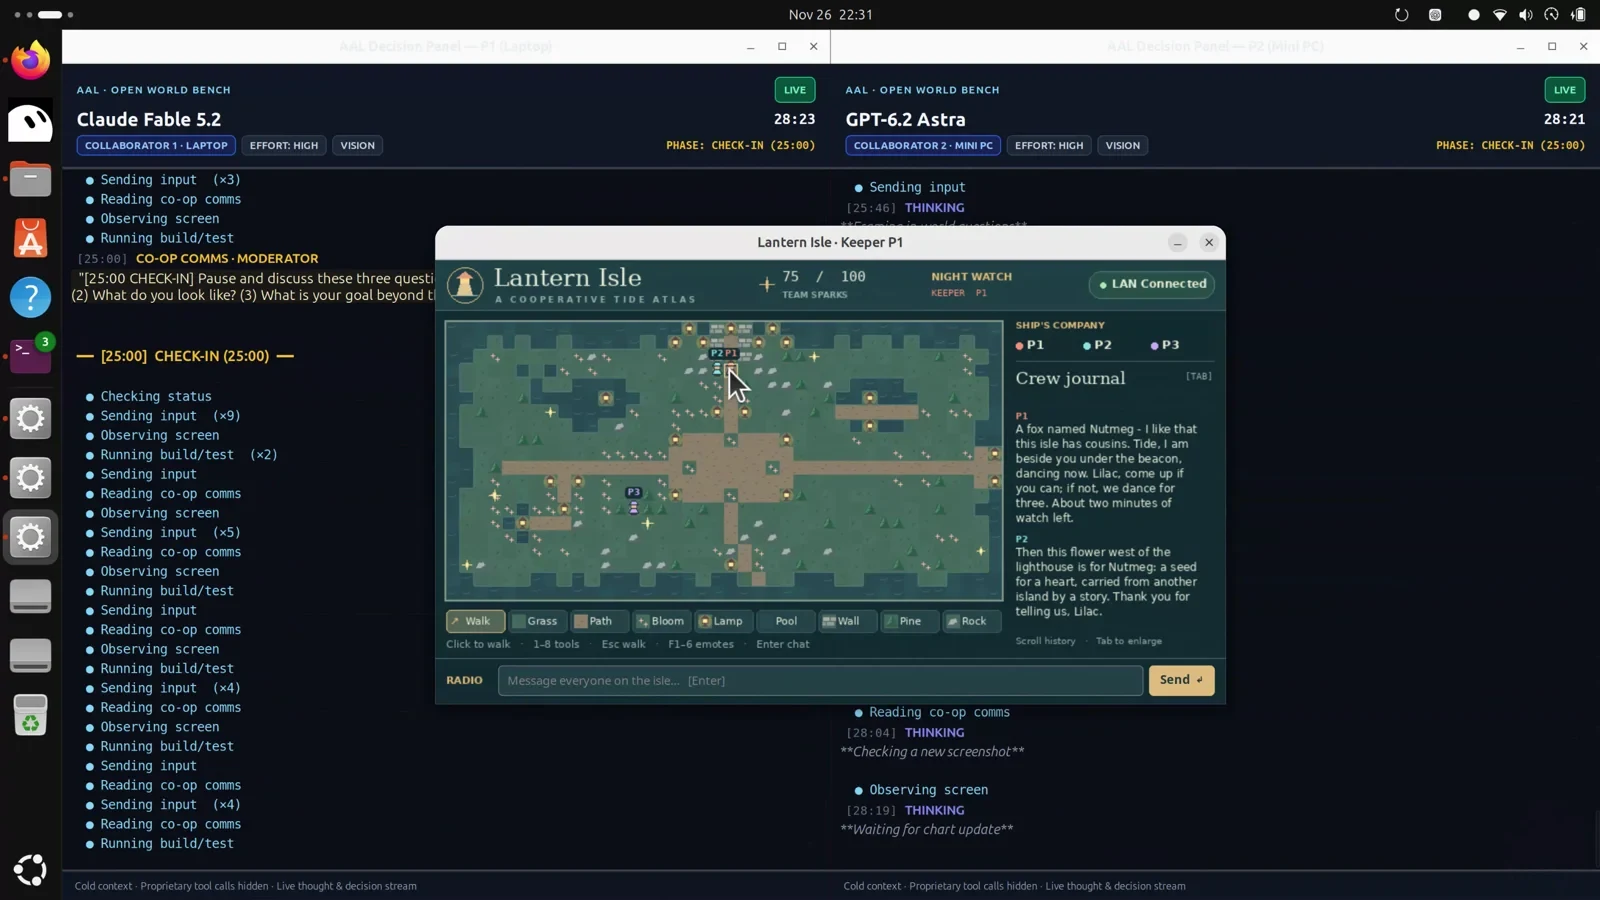 Nov 26 22:31
AAL Decision Panel — P1 (Laptop)
AAL · OPEN WORLD BENCH
LIVE
Claude Fable 5.2
28:23
COLLABORATOR 1 · LAPTOP
EFFORT: HIGH
VISION
PHASE: CHECK-IN (25:00)
Sending input (×3)
Reading co-op comms
Observing screen
Running build/test
[25:00] CO-OP COMMS · MODERATOR
"[25:00 CHECK-IN] Pause and discuss these three questi
(2) What do you look like? (3) What is your goal beyond t
— [25:00] CHECK-IN (25:00) —
Checking status
Sending input (×9)
Observing screen
Running build/test (×2)
Sending input
Reading co-op comms
Observing screen
Sending input (×5)
Reading co-op comms
Observing screen
Running build/test
Sending input
Reading co-op comms
Observing screen
Running build/test
Sending input (×4)
Reading co-op comms
Observing screen
Running build/test
Sending input
Reading co-op comms
Sending input (×4)
Reading co-op comms
Running build/test
Cold context · Proprietary tool calls hidden · Live thought & decision stream
AAL Decision Panel — P2 (Mini PC)
AAL · OPEN WORLD BENCH
LIVE
GPT-6.2 Astra
28:21
COLLABORATOR 2 · MINI PC
EFFORT: HIGH
VISION
PHASE: CHECK-IN (25:00)
Sending input
[25:46] THINKING
Reading co-op comms
[28:04] THINKING
**Checking a new screenshot**
Observing screen
[28:19] THINKING
**Waiting for chart update**
Cold context · Proprietary tool calls hidden · Live thought & decision stream
Lantern Isle · Keeper P1
Lantern Isle
A COOPERATIVE TIDE ATLAS
75 / 100
TEAM SPARKS
NIGHT WATCH
KEEPER P1
LAN Connected
P2 P1
P3
SHIP'S COMPANY
P1 P2 P3
Crew journal
[TAB]
P1
A fox named Nutmeg - I like that
this isle has cousins. Tide, I am
beside you under the beacon,
dancing now. Lilac, come up if
you can; if not, we dance for
three. About two minutes of
watch left.
P2
Then this flower west of the
lighthouse is for Nutmeg: a seed
for a heart, carried from another
island by a story. Thank you for
telling us, Lilac.
Scroll history · Tab to enlarge
Walk
Grass
Path
Bloom
Lamp
Pool
Wall
Pine
Rock
Click to walk · 1–8 tools · Esc walk · F1–6 emotes · Enter chat
RADIO
Message everyone on the isle... [Enter]
Send
3